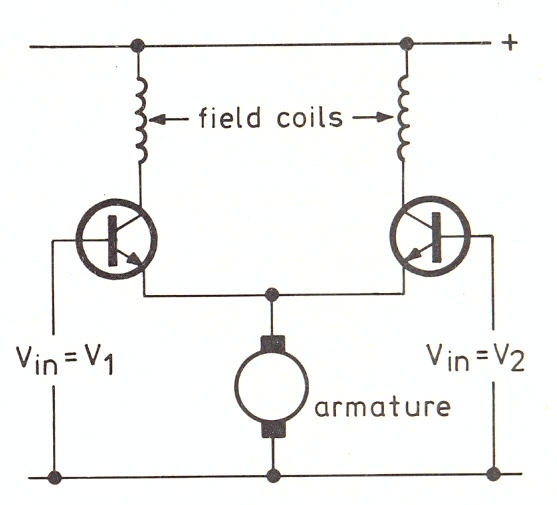 +
field coils
Vin = V1
Vin = V2
armature